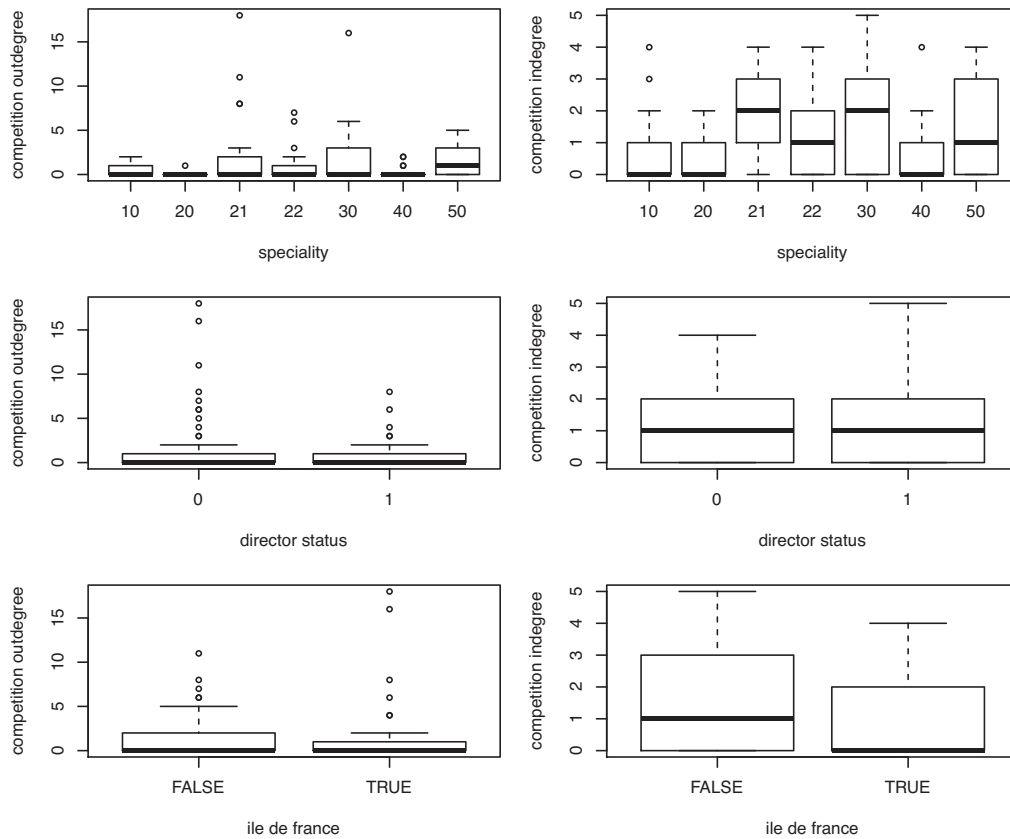 competition outdegree
15
10
5
0
10 20 21 22 30 40 50
speciality
competition indegree
5
4
3
2
1
0
10 20 21 22 30 40 50
speciality
competition outdegree
15
10
5
0
0 1
director status
competition indegree
5
4
3
2
1
0
0 1
director status
competition outdegree
15
10
5
0
FALSE TRUE
ile de france
competition indegree
5
4
3
2
1
0
FALSE TRUE
ile de france